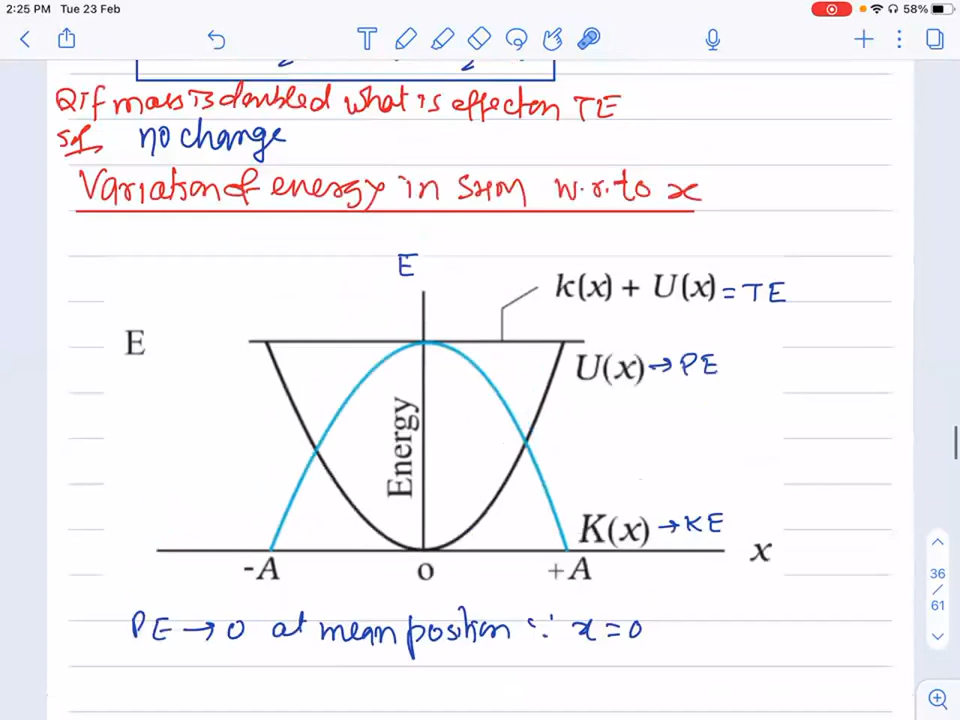 2:25 PM Tue 23 Feb
58%
Q If mass is doubled what is effect on TE
Sol. no change
Variation of energy in SHM w.r. to x
E
k(x) + U(x) = TE
E
U(x) → PE
Energy
K(x) → KE
x
-A
o
+A
PE → 0 at mean position ∵ x = 0
36
/
61